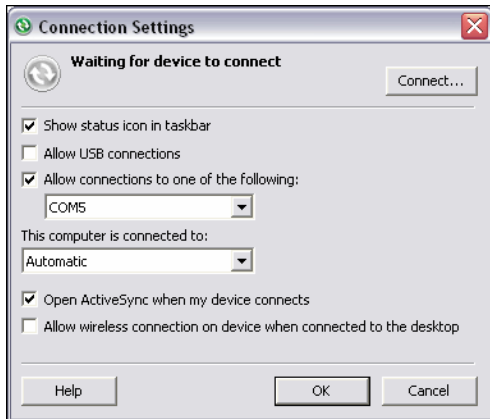 Connection Settings
Waiting for device to connect
Connect...
Show status icon in taskbar
Allow USB connections
Allow connections to one of the following:
COM5
This computer is connected to:
Automatic
Open ActiveSync when my device connects
Allow wireless connection on device when connected to the desktop
Help OK Cancel